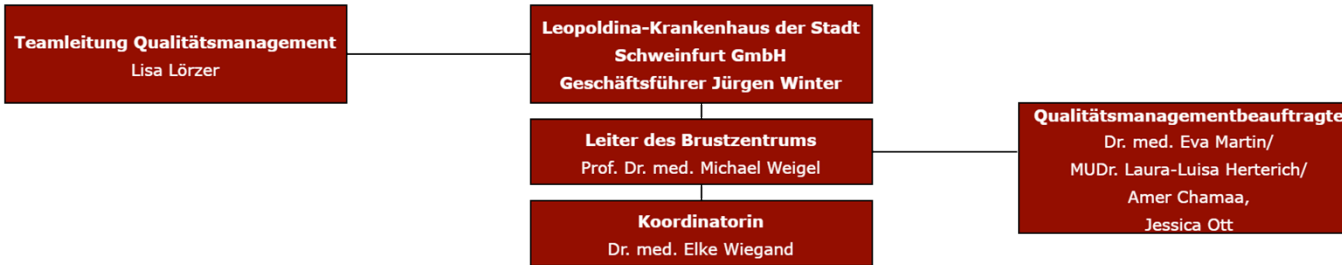 Teamleitung Qualitätsmanagement
Lisa Lörzer
Leopoldina-Krankenhaus der Stadt
Schweinfurt GmbH
Geschäftsführer Jürgen Winter
Leiter des Brustzentrums
Prof. Dr. med. Michael Weigel
Qualitätsmanagementbeauftragte
Dr. med. Eva Martin/
MUDr. Laura-Luisa Herterich/
Amer Chamaa,
Jessica Ott
Koordinatorin
Dr. med. Elke Wiegand